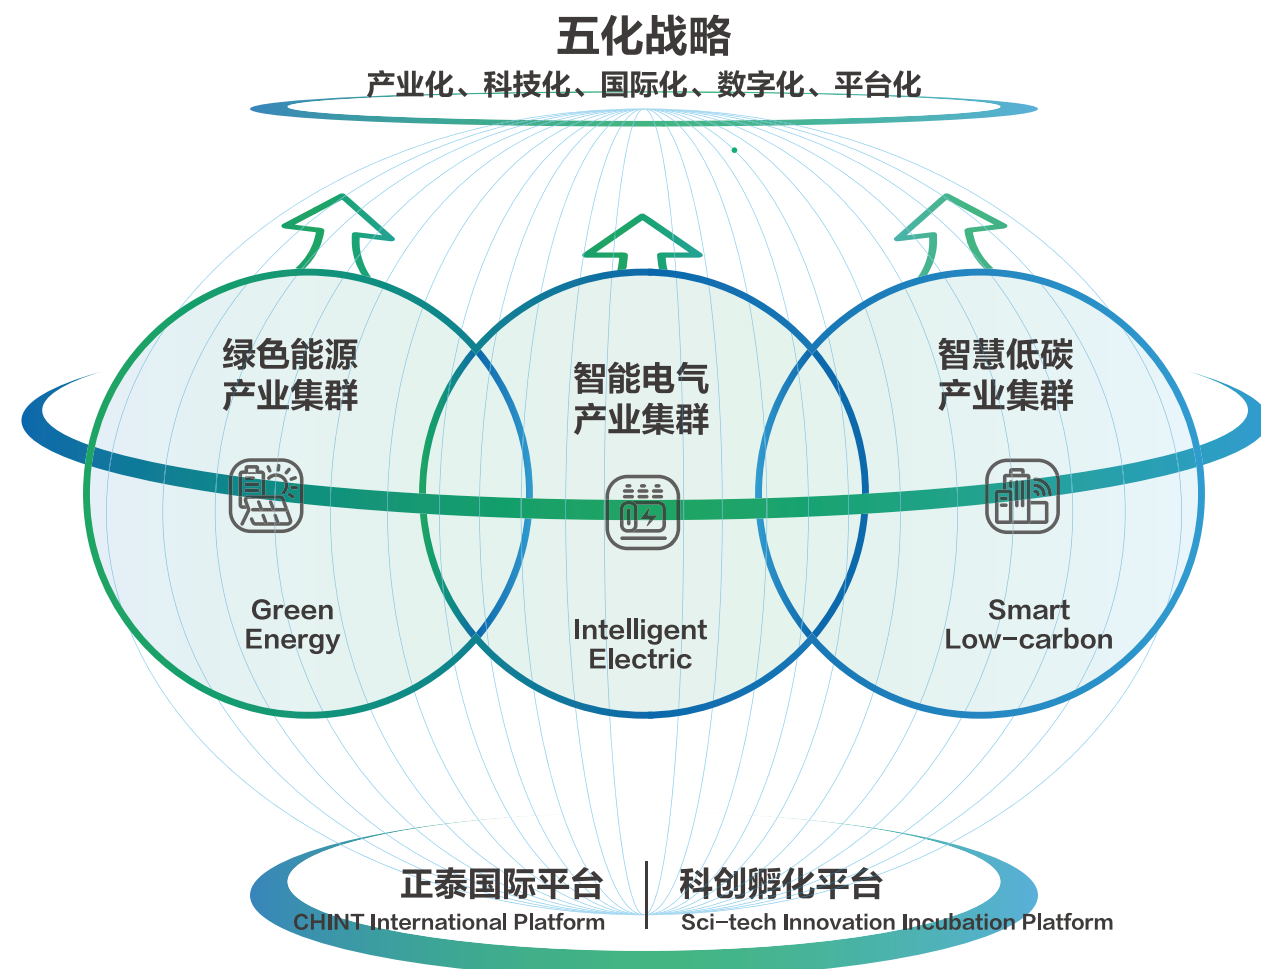 五化战略
产业化、科技化、国际化、数字化、平台化
绿色能源
产业集群
Green
Energy
智能电气
产业集群
Intelligent
Electric
智慧低碳
产业集群
Smart
Low-carbon
正泰国际平台
CHINT International Platform
科创孵化平台
Sci-tech Innovation Incubation Platform